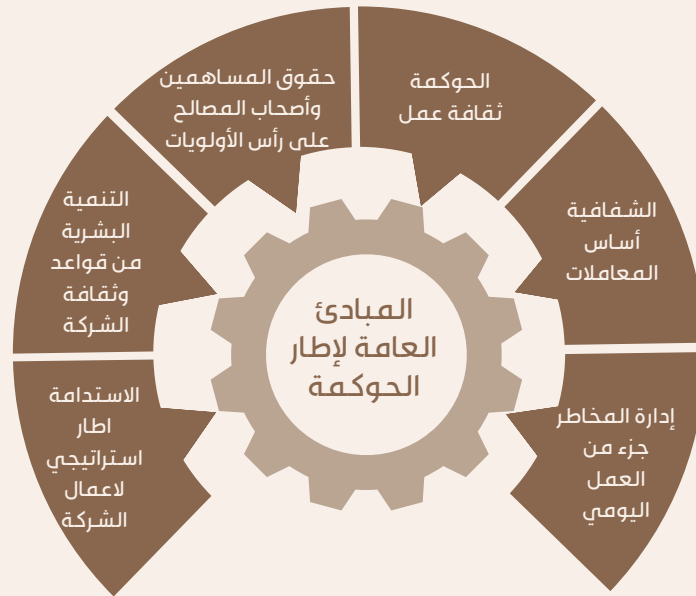 المبادئ
العامة لإطار
الحوكمة
إدارة المخاطر
جزء من
العمل
اليومي
الشفافية
أساس
المعاملات
الحوكمة
ثقافة عمل
حقوق المساهمين
وأصحاب المصالح
على رأس الأولويات
التنمية
البشرية
من قواعد
وثقافة
الشركة
الاستدامة
اطار
استراتيجي
لاعمال
الشركة